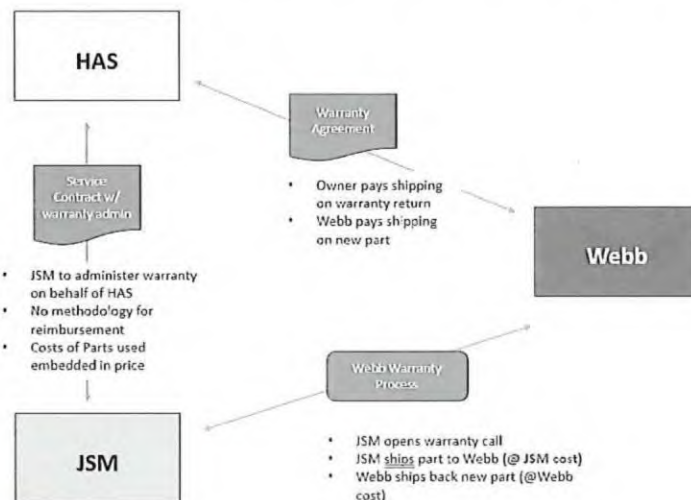 HAS
Warranty
Agreement
• Owner pays shipping
on warranty return
• Webb pays shipping
on new part
Service
Contract w/
warranty admin
Webb
• JSM to administer warranty
on behalf of HAS
• No methodology for
reimbursement
• Costs of Parts used
embedded in price
Webb Warranty
Process
JSM
• JSM opens warranty call
• JSM ships part to Webb (@ JSM cost)
• Webb ships back new part (@Webb
cost)